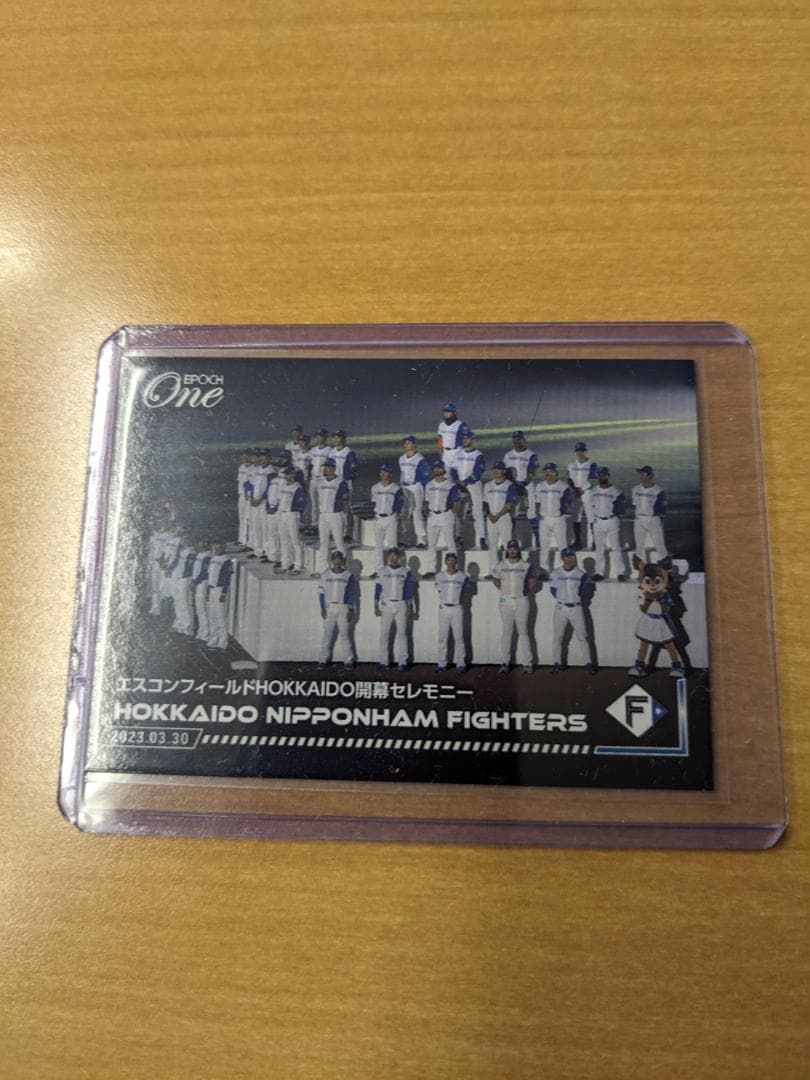 EPOCH
One
エスコンフィールドHOKKAIDO開幕セレモニー
HOKKAIDO NIPPONHAM FIGHTERS
2023.03.30
F